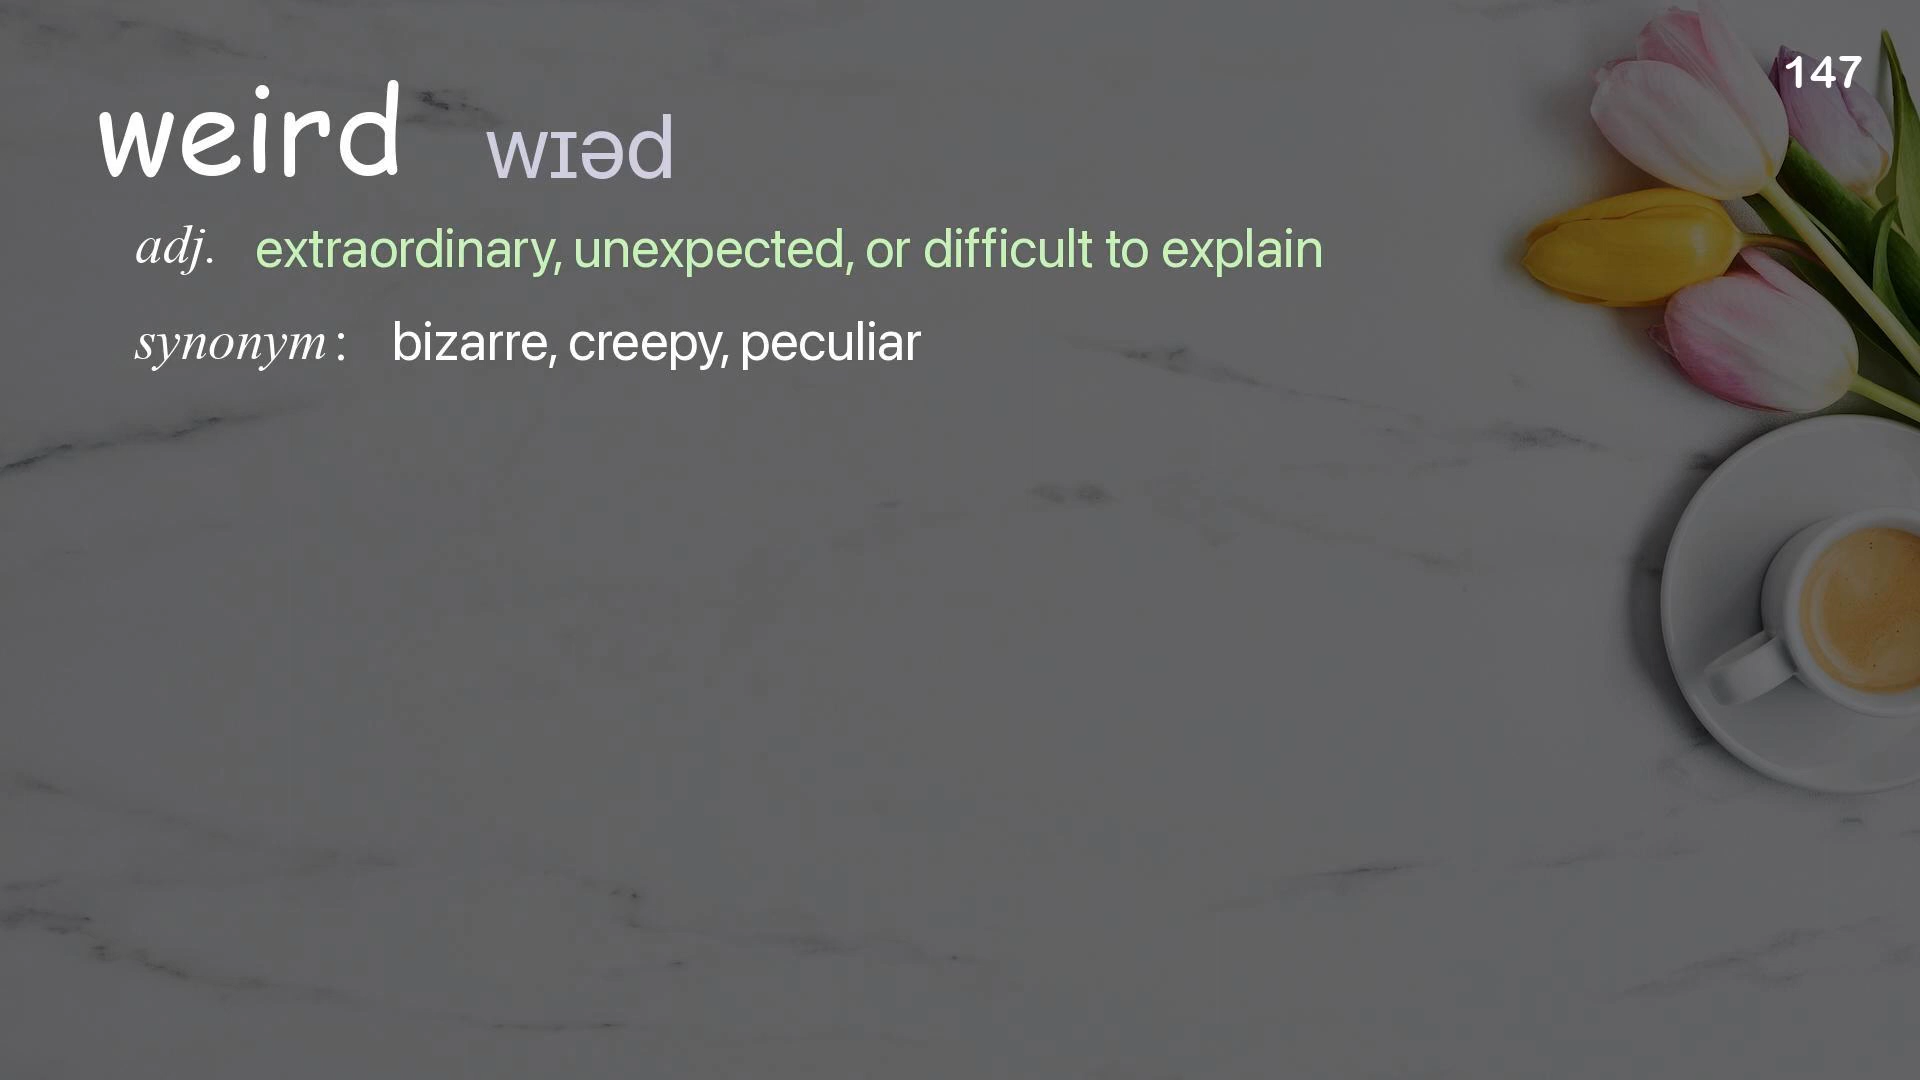 147
weird wɪəd
adj. extraordinary, unexpected, or difficult to explain
synonym: bizarre, creepy, peculiar